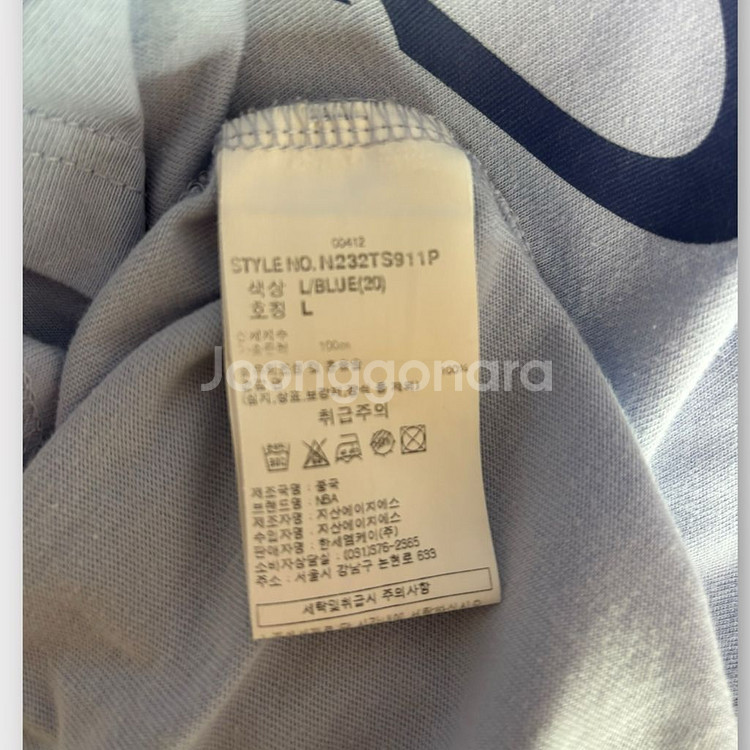 00412
STYLE NO. N232TS911P
색상 L/BLUE(20)
호칭 L
100cm
100%
Joonggonara
취급주의
제조국명 : 중국
브랜드명 : NBA
제조자명 : 지산에이지에스
수입자명 : 지산에이지에스
판매자명 : 한세엠케이(주)
소비자상담실 : (031)576-2365
주소 : 서울시 강남구 논현로 633
세탁및취급시 주의사항